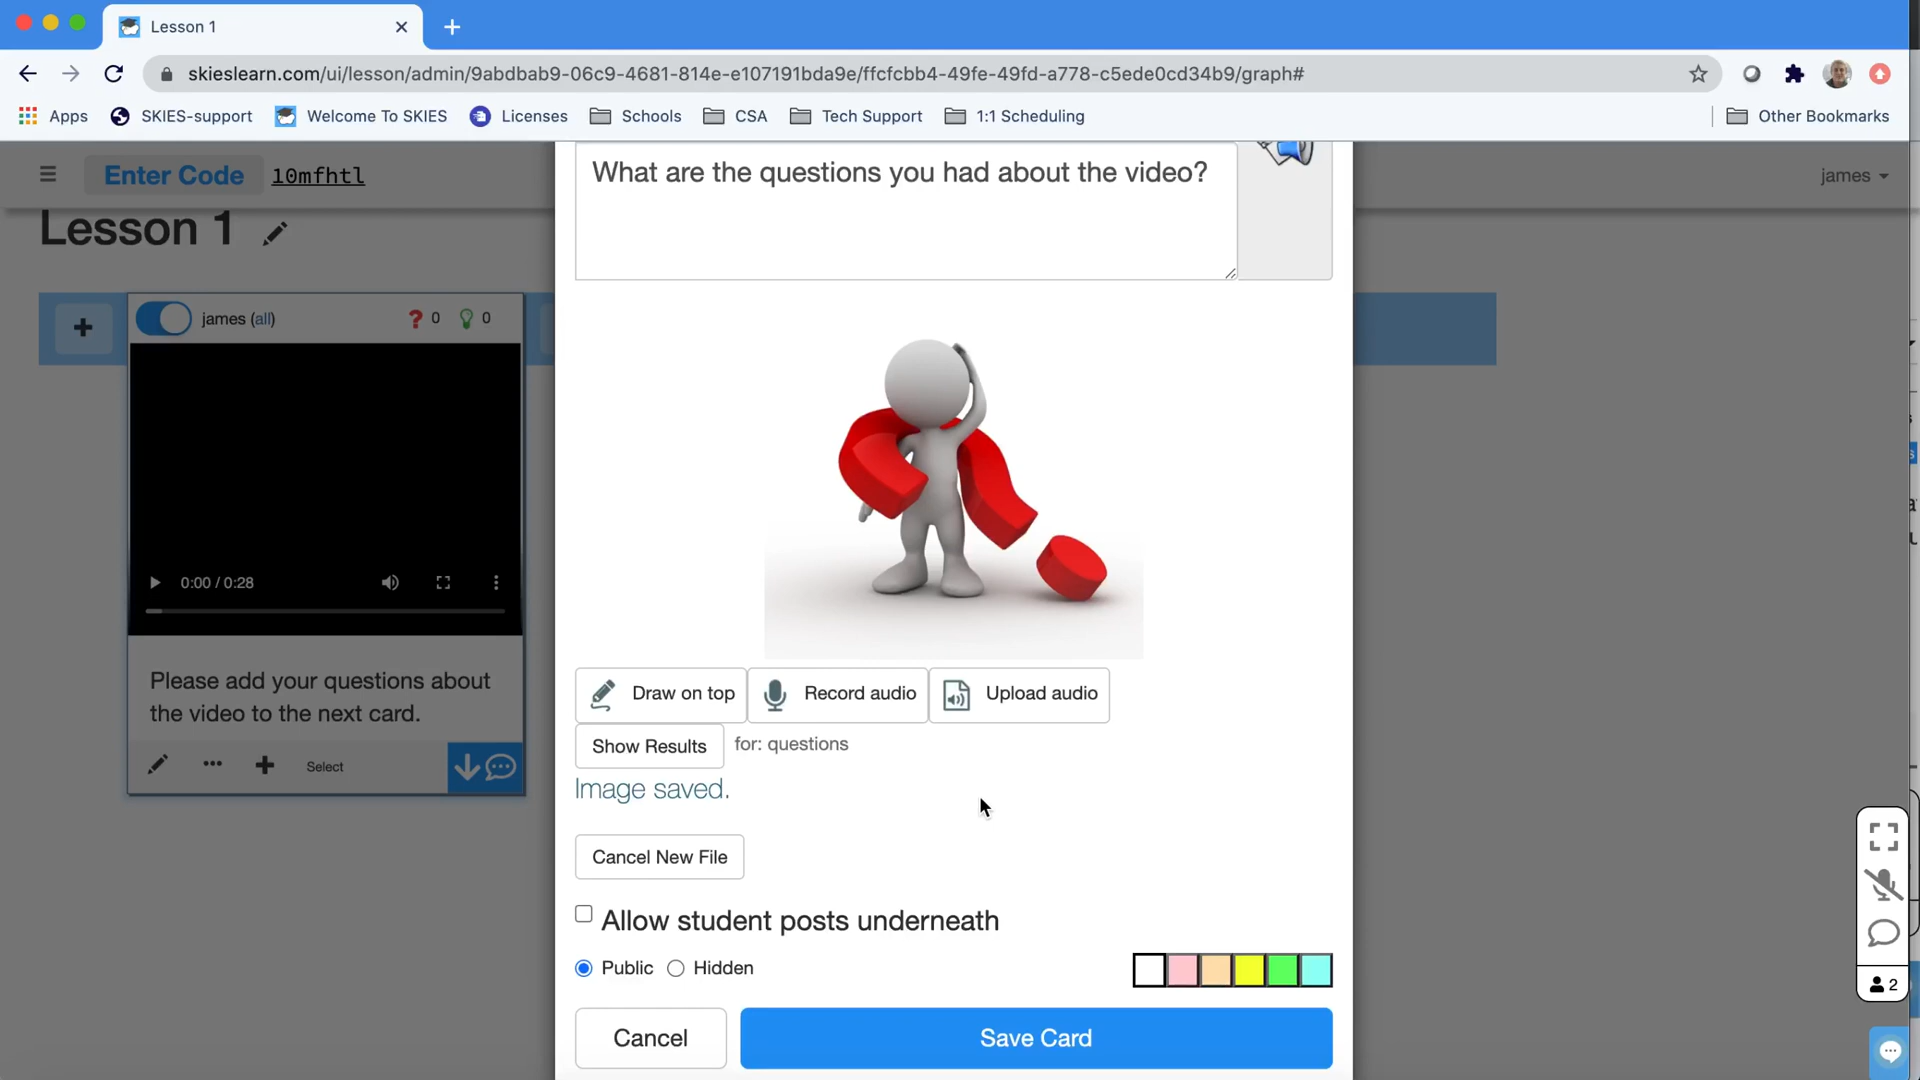 Lesson 1
skieslearn.com/ui/lesson/admin/9abdbab9-06c9-4681-814e-e107191bda9e/ffcfcbb4-49fe-49fd-a778-c5ede0cd34b9/graph#
Apps SKIES-support Welcome To SKIES Licenses Schools CSA Tech Support 1:1 Scheduling Other Bookmarks
Enter Code 10mfhtl james
Lesson 1
What are the questions you had about the video?
james (all) ? 0 0
0:00 / 0:28
Please add your questions about
the video to the next card.
Select
Draw on top Record audio Upload audio
Show Results for: questions
Image saved.
Cancel New File
Allow student posts underneath
Public Hidden
Cancel Save Card
2